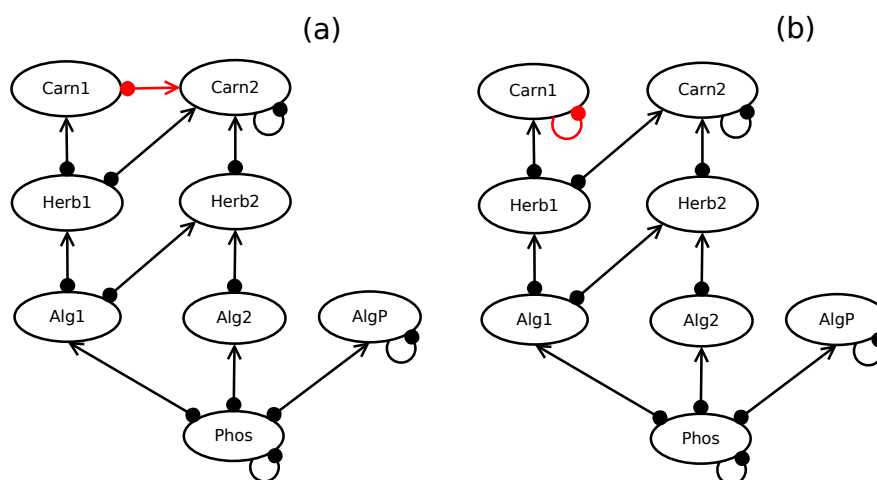 (a)
Carn1 Carn2
Herb1 Herb2
Alg1 Alg2 AlgP
Phos
(b)
Carn1 Carn2
Herb1 Herb2
Alg1 Alg2 AlgP
Phos